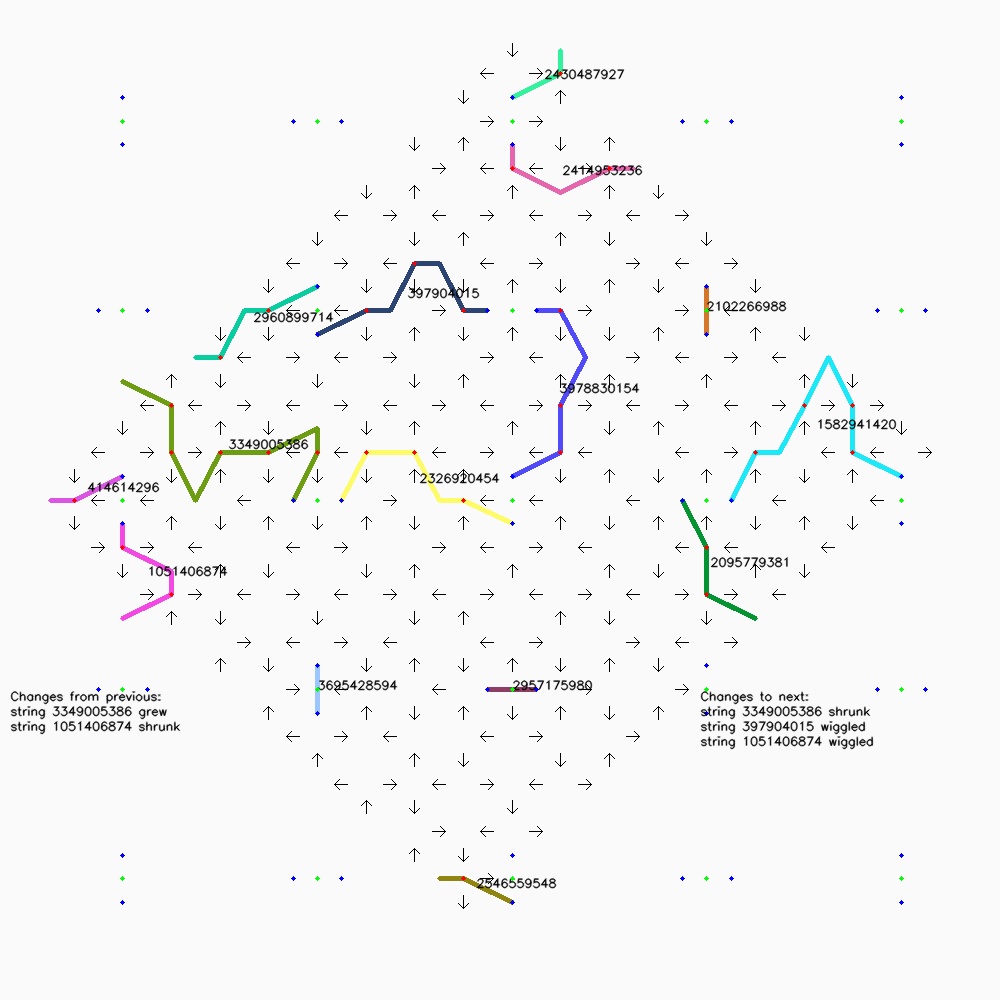 2430487927
2414953236
397904015
2102266988
2960899714
3978830154
1582941420
3349005386
2326920454
414614296
2095779381
1051406874
3695428594
2957175980
Changes from previous:
string 3349005386 grew
string 1051406874 shrunk
Changes to next:
string 3349005386 shrunk
string 397904015 wiggled
string 1051406874 wiggled
2546559548